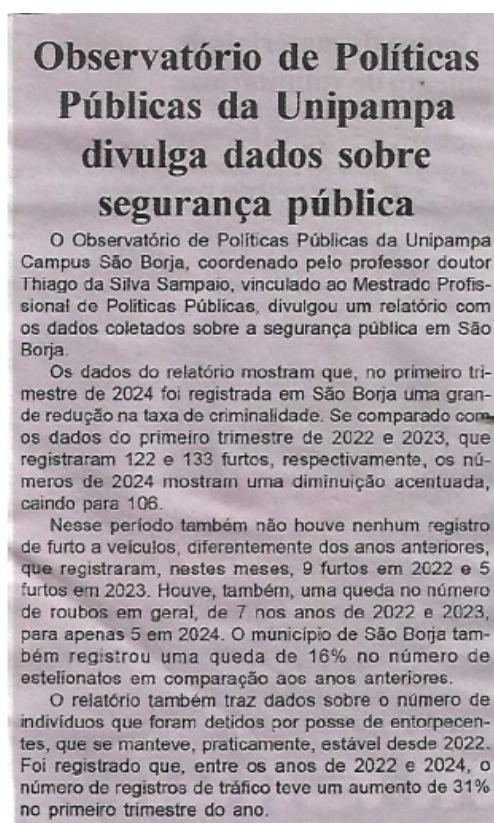 Observatório de Políticas
Públicas da Unipampa
divulga dados sobre
segurança pública
O Observatório de Políticas Públicas da Unipampa
Campus São Borja, coordenado pelo professor doutor
Thiago da Silva Sampaio, vinculado ao Mestrado Profis-
sional de Politicas Públicas, divulgou um relatório com
os dados coletados sobre a segurança pública em São
Borja.
Os dados do relatório mostram que, no primeiro tri-
mestre de 2024 foi registrada em São Borja uma gran-
de redução na taxa de criminalidade. Se comparado com
os dados do primeiro trimestre de 2022 e 2023, que
registraram 122 e 133 furtos, respectivamente, os nú-
meros de 2024 mostram uma diminuição acentuada,
caindo para 106.
Nesse período também não houve nenhum registro
de furto a veículos, diferentemente dos anos anteriores,
que registraram, nestes meses, 9 furtos em 2022 e 5
furtos em 2023. Houve, também, uma queda no número
de roubos em geral, de 7 nos anos de 2022 e 2023,
para apenas 5 em 2024. O município de São Borja tam-
bém registrou uma queda de 16% no número de
estelionatos em comparação aos anos anteriores.
O relatório também traz dados sobre o número de
indivíduos que foram detidos por posse de entorpecen-
tes, que se manteve, praticamente, estável desde 2022.
Foi registrado que, entre os anos de 2022 e 2024, o
número de registros de tráfico teve um aumento de 31%
no primeiro trimestre do ano.